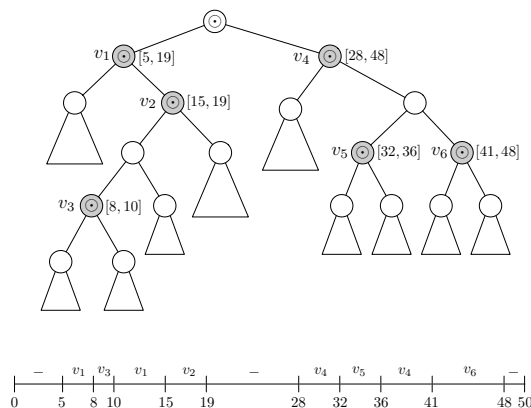 v1 [5, 19]
v4 [28, 48]
v2 [15, 19]
v5 [32, 36]
v6 [41, 48]
v3 [8, 10]
− v1 v3 v1 v2 − v4 v5 v4 v6 −
0 5 8 10 15 19 28 32 36 41 48 50